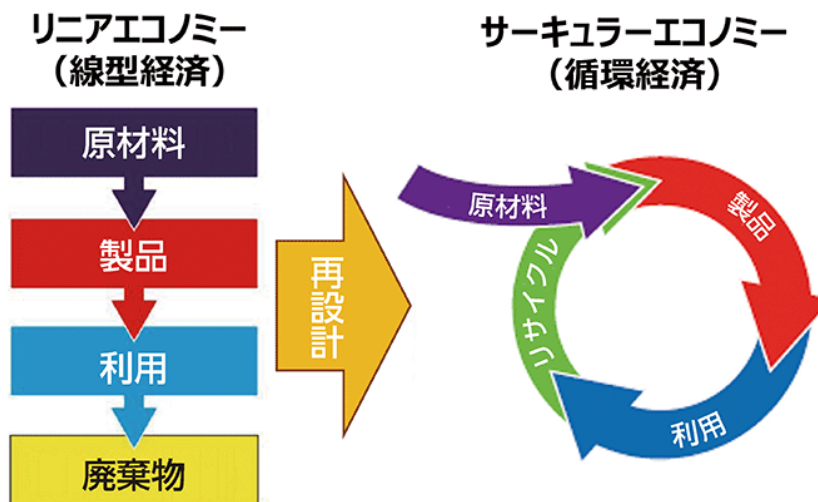 リニアエコノミー
（線型経済）
原材料
製品
利用
廃棄物
再設計
サーキュラーエコノミー
（循環経済）
原材料
製品
利用
リサイクル